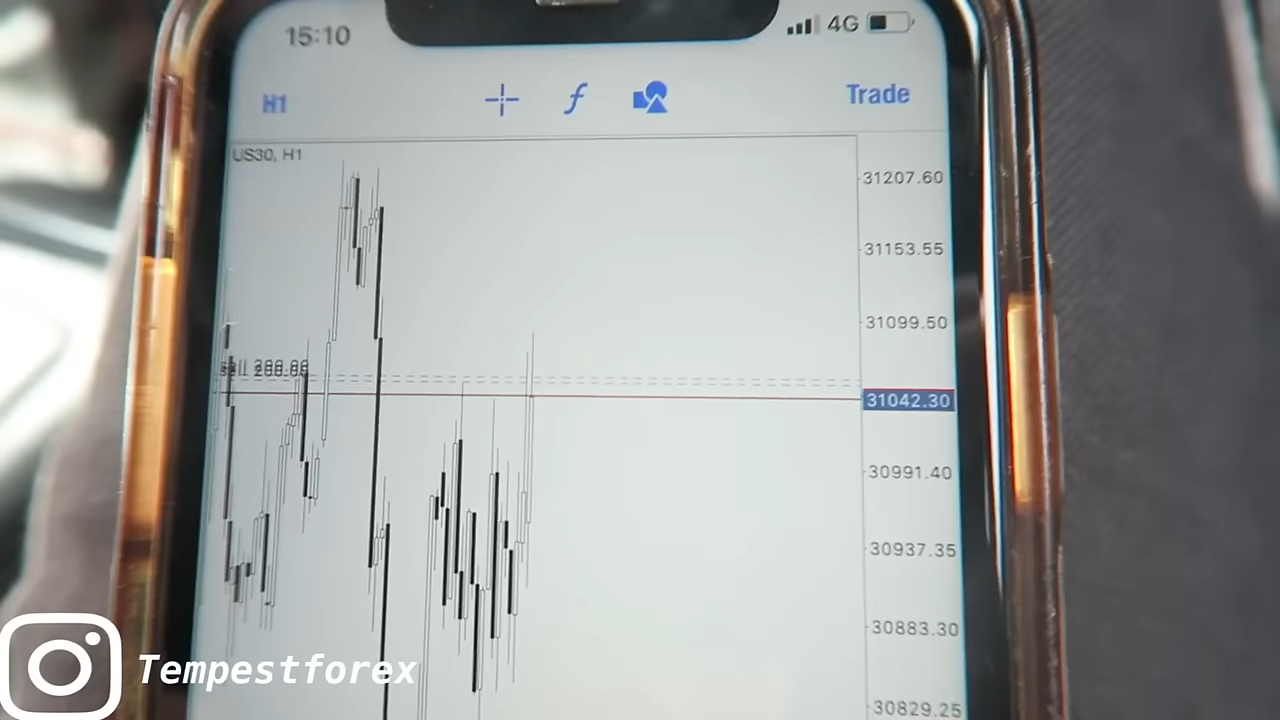 15:10
4G
H1
f
Trade
US30, H1
31207.60
31153.55
31099.50
31042.30
30991.40
30937.35
30883.30
30829.25
Tempestforex